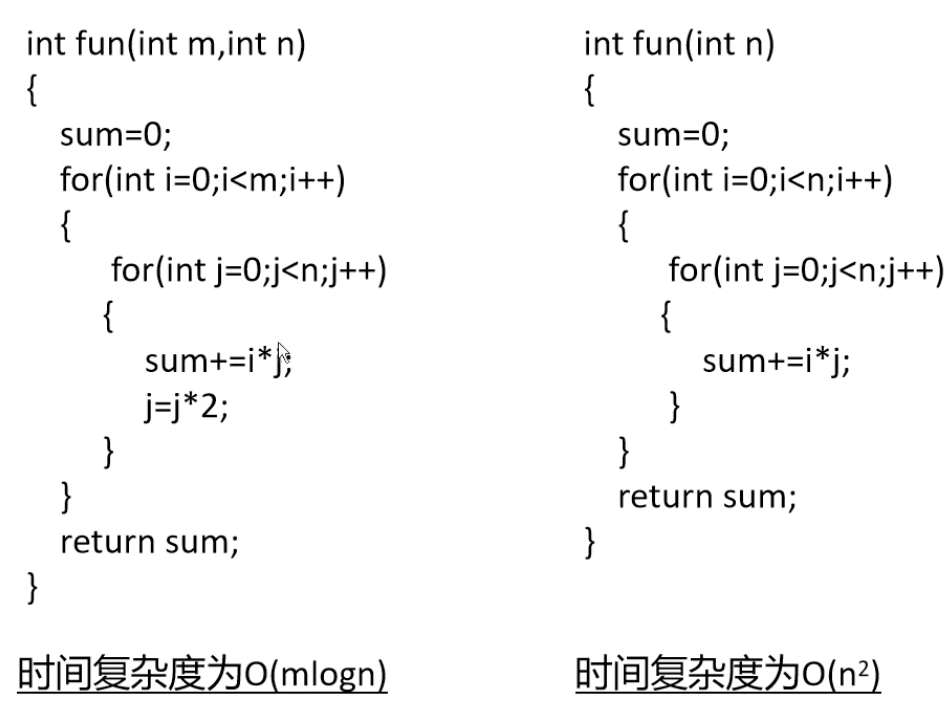 int fun(int m,int n)
{
sum=0;
for(int i=0;i<m;i++)
{
for(int j=0;j<n;j++)
{
sum+=i*j;
j=j*2;
}
}
return sum;
}
时间复杂度为O(mlogn)
int fun(int n)
{
sum=0;
for(int i=0;i<n;i++)
{
for(int j=0;j<n;j++)
{
sum+=i*j;
}
}
return sum;
}
时间复杂度为O(n²)